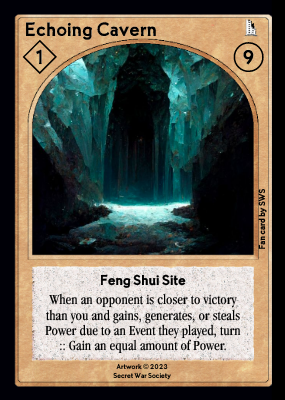 Echoing Cavern
1
9
Fan card by SWS
Feng Shui Site
When an opponent is closer to victory
than you and gains, generates, or steals
Power due to an Event they played, turn
:: Gain an equal amount of Power.
Artwork © 2023
Secret War Society